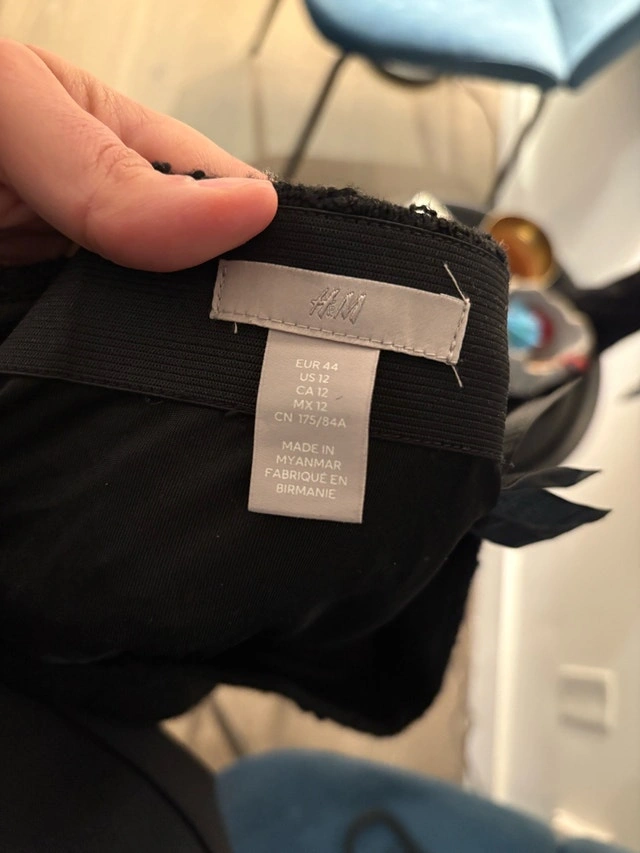 H&M
EUR 44
US 12
CA 12
MX 12
CN 175/84A
MADE IN
MYANMAR
FABRIQUÉ EN
BIRMANIE